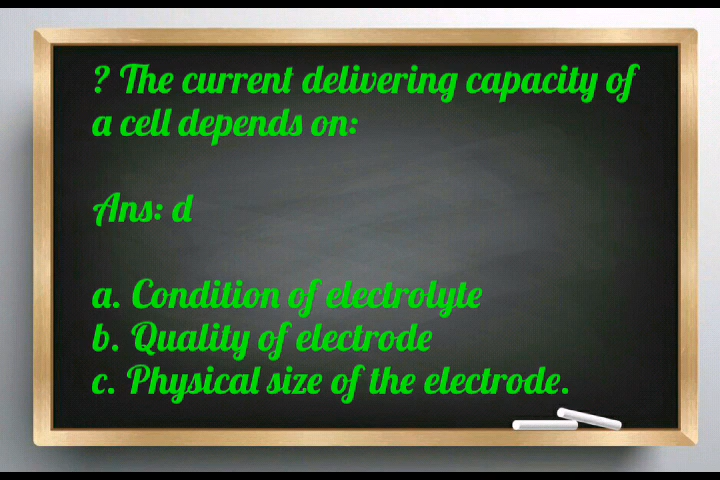 ? The current delivering capacity of
a cell depends on:
Ans: d
a. Condition of electrolyte
b. Quality of electrode
c. Physical size of the electrode.